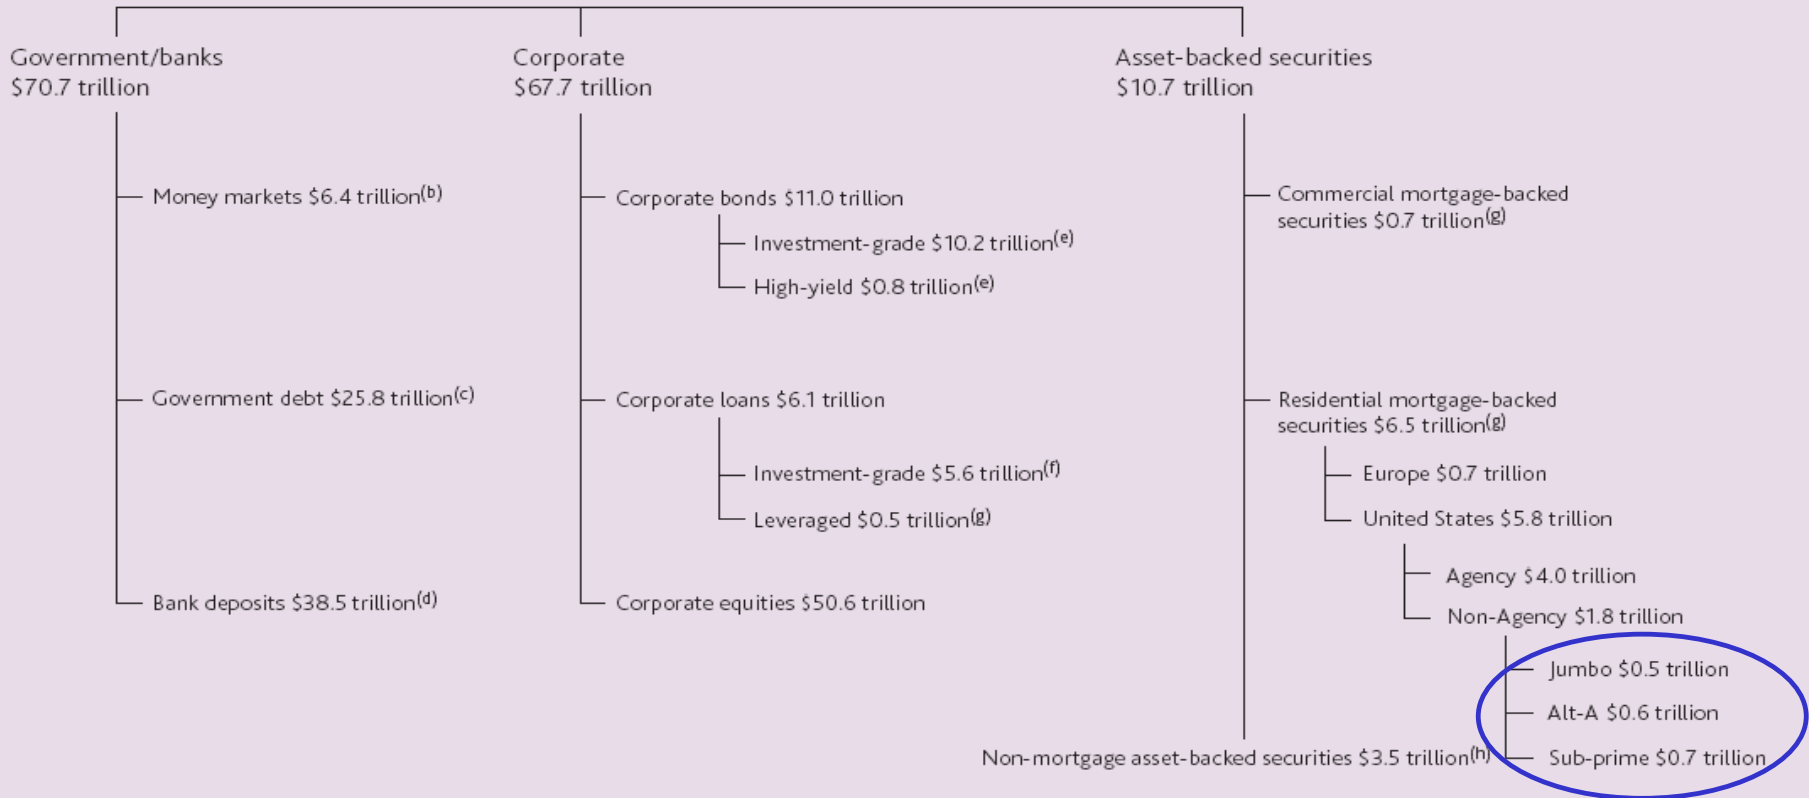 Government/banks
$70.7 trillion
Money markets $6.4 trillion(b)
Government debt $25.8 trillion(c)
Bank deposits $38.5 trillion(d)
Corporate
$67.7 trillion
Corporate bonds $11.0 trillion
Investment-grade $10.2 trillion(e)
High-yield $0.8 trillion(e)
Corporate loans $6.1 trillion
Investment-grade $5.6 trillion(f)
Leveraged $0.5 trillion(g)
Corporate equities $50.6 trillion
Asset-backed securities
$10.7 trillion
Commercial mortgage-backed
securities $0.7 trillion(g)
Residential mortgage-backed
securities $6.5 trillion(g)
Europe $0.7 trillion
United States $5.8 trillion
Agency $4.0 trillion
Non-Agency $1.8 trillion
Jumbo $0.5 trillion
Alt-A $0.6 trillion
Sub-prime $0.7 trillion
Non-mortgage asset-backed securities $3.5 trillion(h)